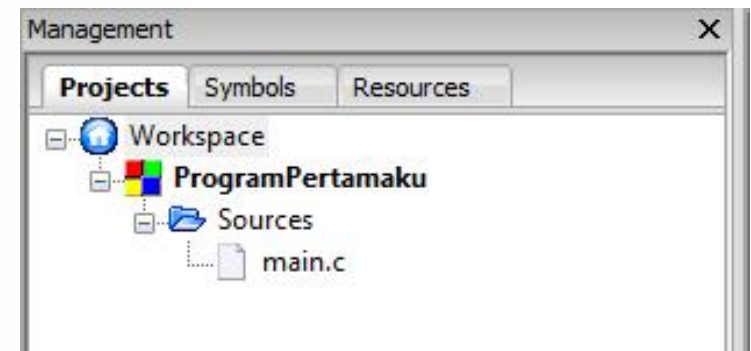 Management
Projects Symbols Resources
Workspace
ProgramPertamaku
Sources
main.c